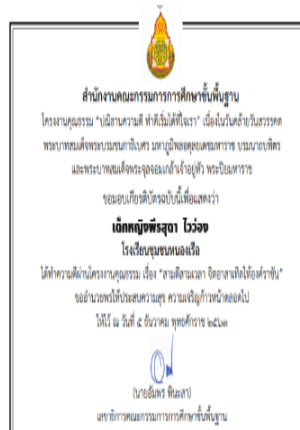 สำนักงานคณะกรรมการการศึกษาขั้นพื้นฐาน
โครงงานคุณธรรม "ปณิธานความดี ทำดีเริ่มได้ที่ใจเรา" เนื่องในวันคล้ายวันสวรรคต
พระบาทสมเด็จพระบรมชนกาธิเบศร มหาภูมิพลอดุลยเดชมหาราช บรมนาถบพิตร
และพระบาทสมเด็จพระจุลจอมเกล้าเจ้าอยู่หัว พระปิยมหาราช
ขอมอบเกียรติบัตรฉบับนี้เพื่อแสดงว่า
เด็กหญิงพีรสุดา ไวว่อง
โรงเรียนชุมชนหนองเรือ
ได้ทำความดีผ่านโครงงานคุณธรรม เรื่อง "สามดีสามเวลา จิตอาสาเทิดไท้องค์ราชัน"
ขออำนวยพรให้ประสบความสุข ความเจริญก้าวหน้าตลอดไป
ให้ไว้ ณ วันที่ ๕ ธันวาคม พุทธศักราช ๒๕๖๓
(นายอัมพร พินะสา)
เลขาธิการคณะกรรมการการศึกษาขั้นพื้นฐาน